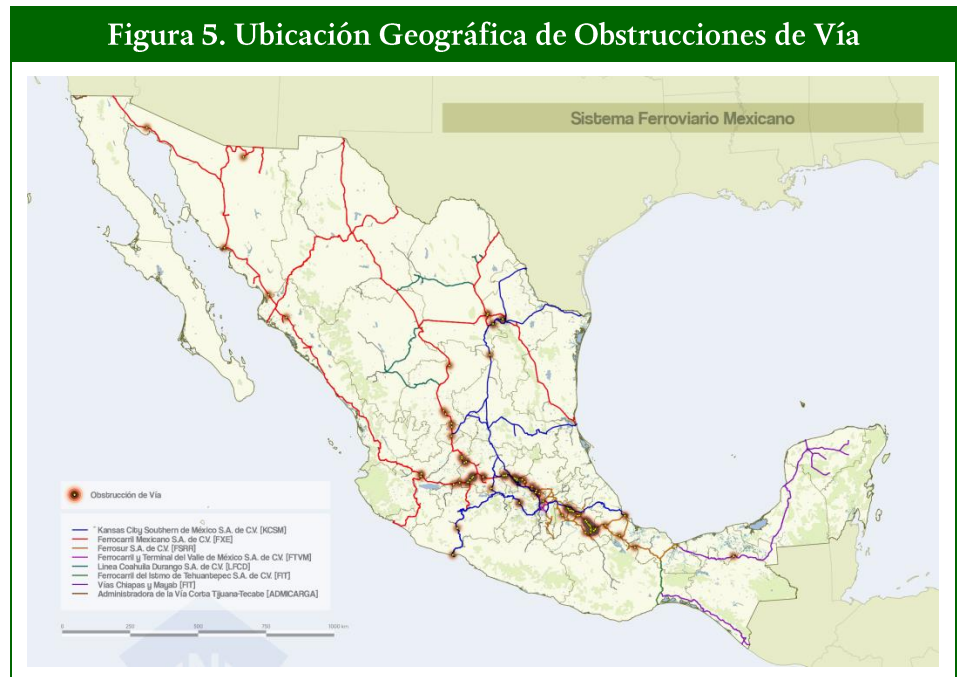 Figura 5. Ubicación Geográfica de Obstrucciones de Vía
Sistema Ferroviario Mexicano
Obstrucción de Vía
Kansas City Southern de México S.A. de C.V. [KCSM]
Ferrocarril Mexicano S.A. de C.V. [FXE]
Ferrosur S.A. de C.V. [FSRR]
Ferrocarril y Terminal del Valle de México S.A. de C.V. [FTVM]
Línea Coahuila Durango S.A. de C.V. [LFCD]
Ferrocarril del Istmo de Tehuantepec S.A. de C.V. [FIT]
Vías Chiapas y Mayab [FIT]
Administradora de la Vía Corta Tijuana-Tecate [ADMICARGA]
0 250 500 750 1000 km